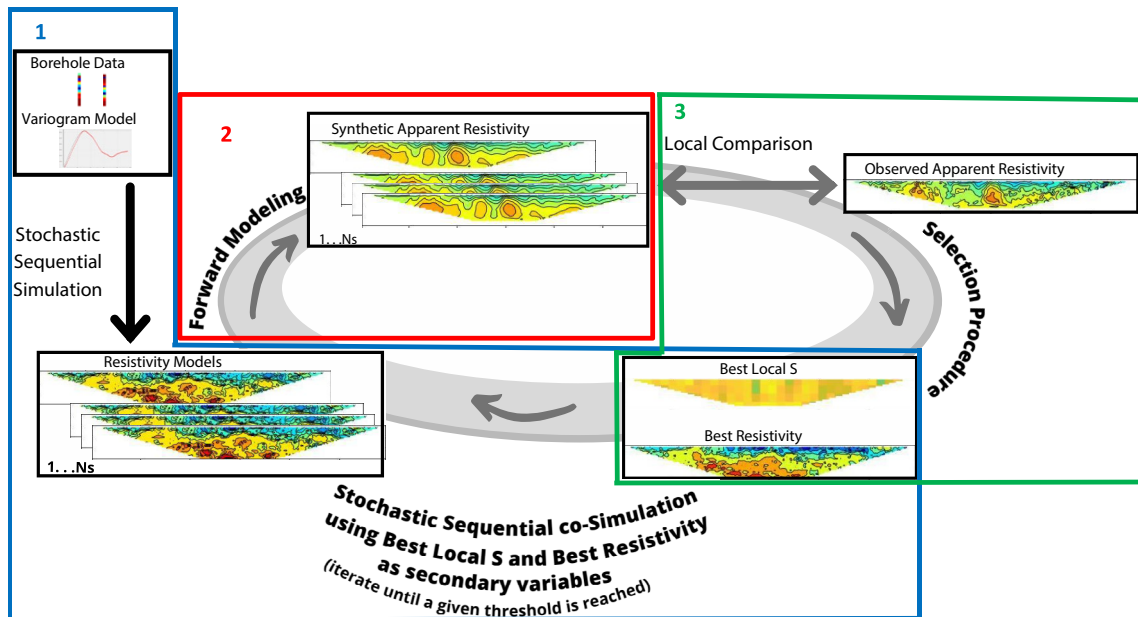 1
Borehole Data
Variogram Model
Stochastic
Sequential
Simulation
2
Synthetic Apparent Resistivity
1. . .Ns
Forward Modeling
3
Local Comparison
Observed Apparent Resistivity
Selection Procedure
Resistivity Models
1. . .Ns
Best Local S
Best Resistivity
Stochastic Sequential co-Simulation
using Best Local S and Best Resistivity
as secondary variables
(iterate until a given threshold is reached)